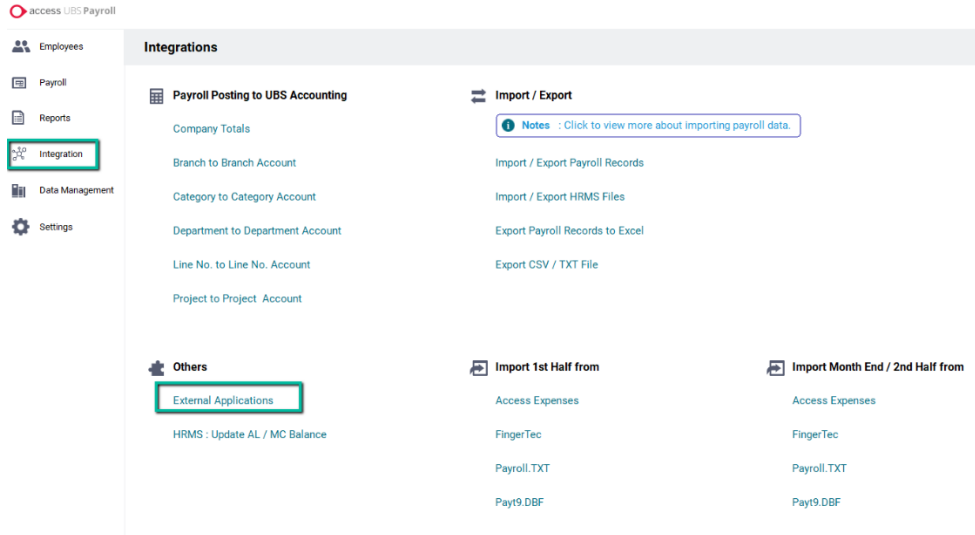 access UBS Payroll
Employees
Payroll
Reports
Integration
Data Management
Settings
Integrations
Payroll Posting to UBS Accounting
Company Totals
Branch to Branch Account
Category to Category Account
Department to Department Account
Line No. to Line No. Account
Project to Project Account
Import / Export
Notes : Click to view more about importing payroll data.
Import / Export Payroll Records
Import / Export HRMS Files
Export Payroll Records to Excel
Export CSV / TXT File
Others
External Applications
HRMS : Update AL / MC Balance
Import 1st Half from
Access Expenses
FingerTec
Payroll.TXT
Payt9.DBF
Import Month End / 2nd Half from
Access Expenses
FingerTec
Payroll.TXT
Payt9.DBF